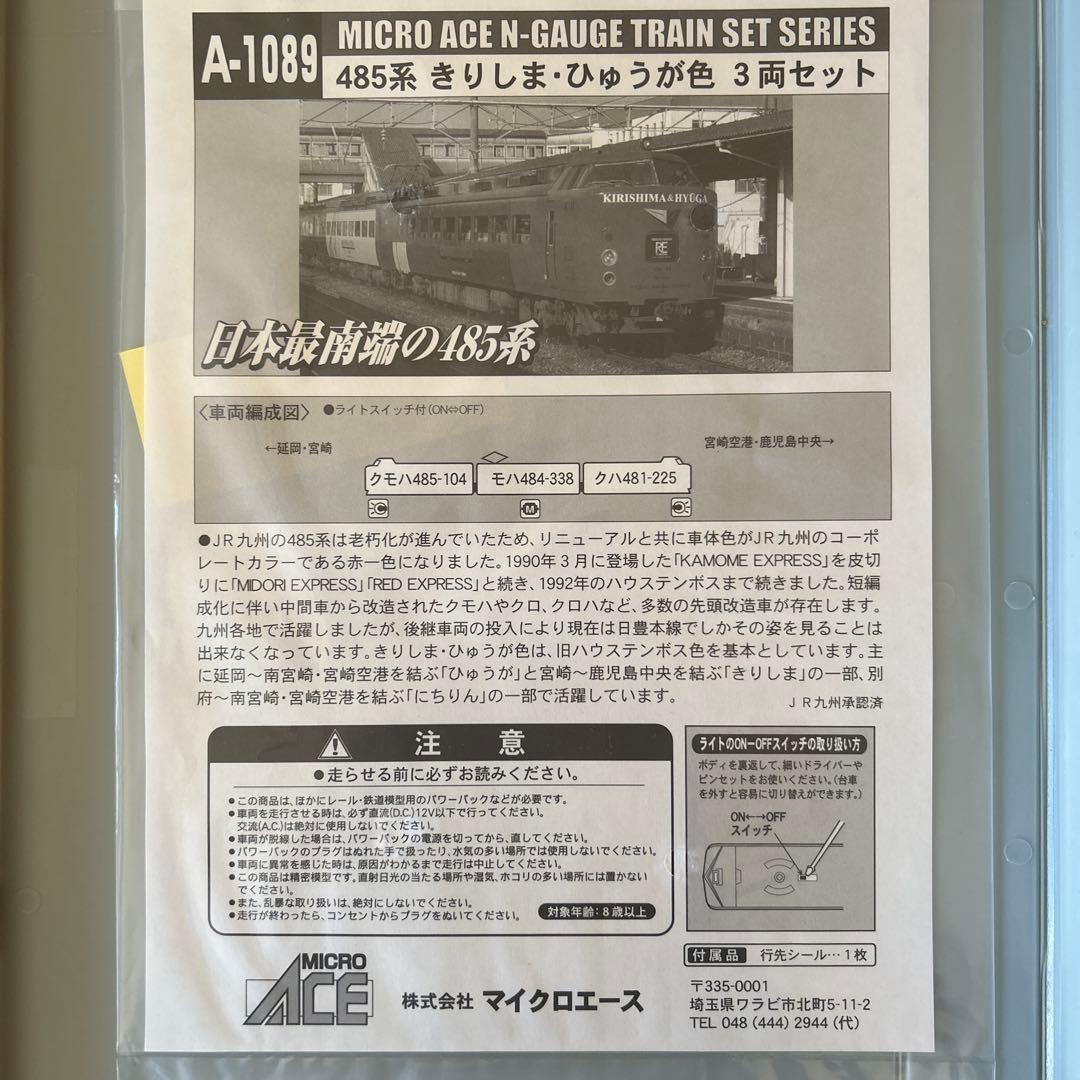 A-1089
MICRO ACE N-GAUGE TRAIN SET SERIES
485系 きりしま・ひゅうが色 3両セット
KIRISHIMA & HYŪGA
RE
日本最南端の485系
〈車両編成図〉 ●ライトスイッチ付(ON⇔OFF)
←延岡・宮崎
宮崎空港・鹿児島中央→
クモハ485-104 モハ484-338 クハ481-225
C M C
●JR九州の485系は老朽化が進んでいたため、リニューアルと共に車体色がJR九州のコーポ
レートカラーである赤一色になりました。1990年3月に登場した「KAMOME EXPRESS」を皮切
りに「MIDORI EXPRESS」「RED EXPRESS」と続き、1992年のハウステンボスまで続きました。短編
成化に伴い中間車から改造されたクモハやクロ、クロハなど、多数の先頭改造車が存在します。
九州各地で活躍しましたが、後継車両の投入により現在は日豊本線でしかその姿を見ることは
出来なくなっています。きりしま・ひゅうが色は、旧ハウステンボス色を基本としています。主
に延岡～南宮崎・宮崎空港を結ぶ「ひゅうが」と宮崎～鹿児島中央を結ぶ「きりしま」の一部、別
府～南宮崎・宮崎空港を結ぶ「にちりん」の一部で活躍しています。
JR九州承認済
注 意
●走らせる前に必ずお読みください。
●この商品は、ほかにレール・鉄道模型用のパワーパックなどが必要です。
●車両を走行させる時は、必ず直流(D.C.)12V以下で行ってください。
交流(A.C.)は絶対に使用しないでください。
●車両が脱線した場合は、パワーパックの電源を切ってから、直してください。
●パワーパックのプラグはぬれた手で扱ったり、水気の多い場所では使用しないでください。
●車両に異常を感じた時は、原因がわかるまで走行は中止してください。
●この商品は精密模型です。直射日光の当たる場所や湿気、ホコリの多い場所には置かない
でください。
●また、乱暴な取り扱いは、絶対にしないでください。
●走行が終わったら、コンセントからプラグをぬいてください。
対象年齢：8歳以上
ライトのON-OFFスイッチの取り扱い方
ボディを裏返して、細いドライバーや
ピンセットをお使いください。(台車
を外すと容易に切り替えができます。)
ON←→OFF
スイッチ
付属品 行先シール…1枚
MICRO
ACE
株式会社 マイクロエース
〒335-0001
埼玉県ワラビ市北町5-11-2
TEL 048 (444) 2944 (代)